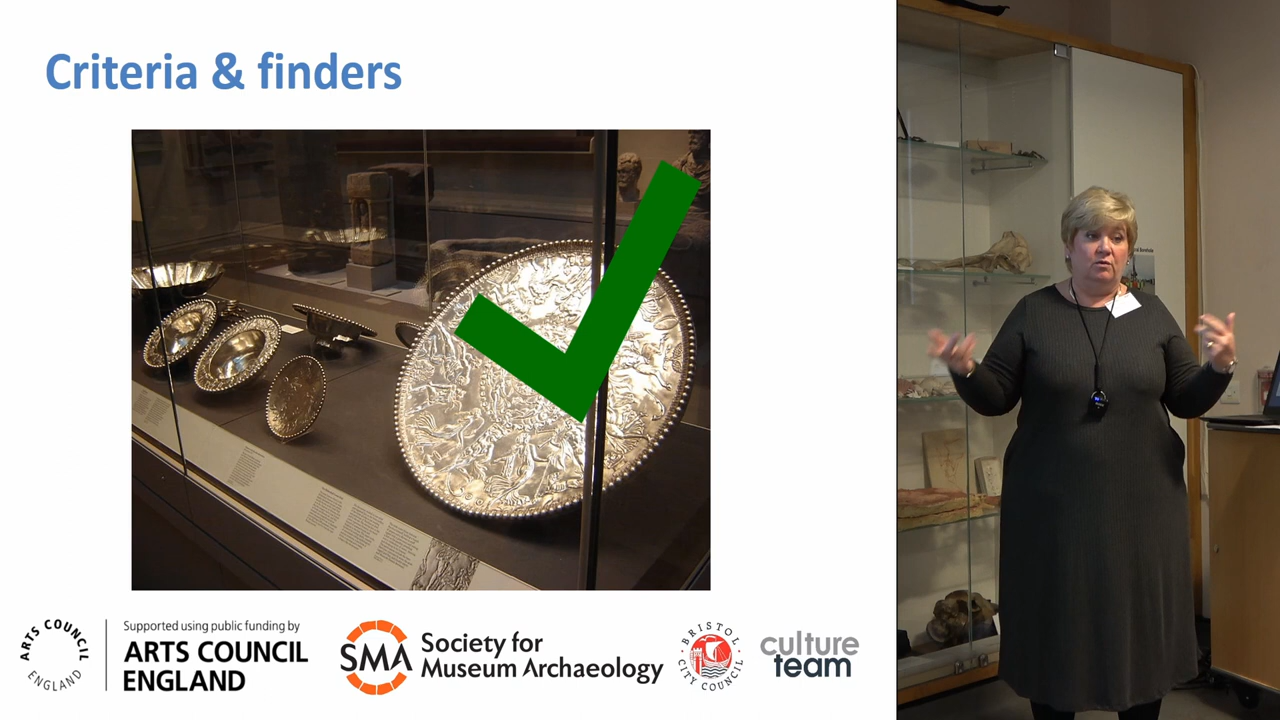 Criteria & finders
ARTS COUNCIL
ENGLAND
Supported using public funding by
ARTS COUNCIL
ENGLAND
SMA
Society for
Museum Archaeology
BRISTOL
CITY COUNCIL
culture
team